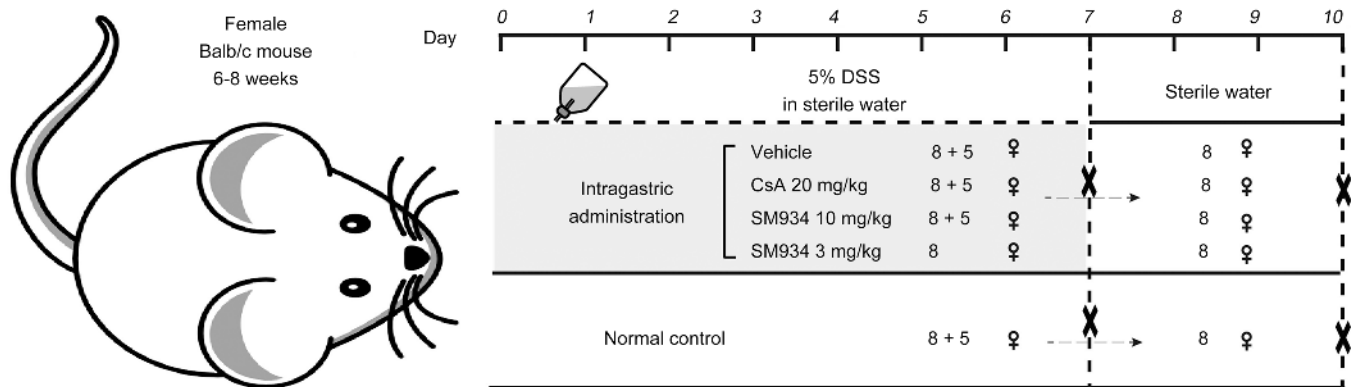 Female
Balb/c mouse
6-8 weeks
Day
0 1 2 3 4 5 6 7 8 9 10
5% DSS
in sterile water
Sterile water
Intragastric
administration
Vehicle 8 + 5 ♀ 8 ♀
CsA 20 mg/kg 8 + 5 ♀ 8 ♀
SM934 10 mg/kg 8 + 5 ♀ 8 ♀
SM934 3 mg/kg 8 ♀ 8 ♀
Normal control 8 + 5 ♀ 8 ♀